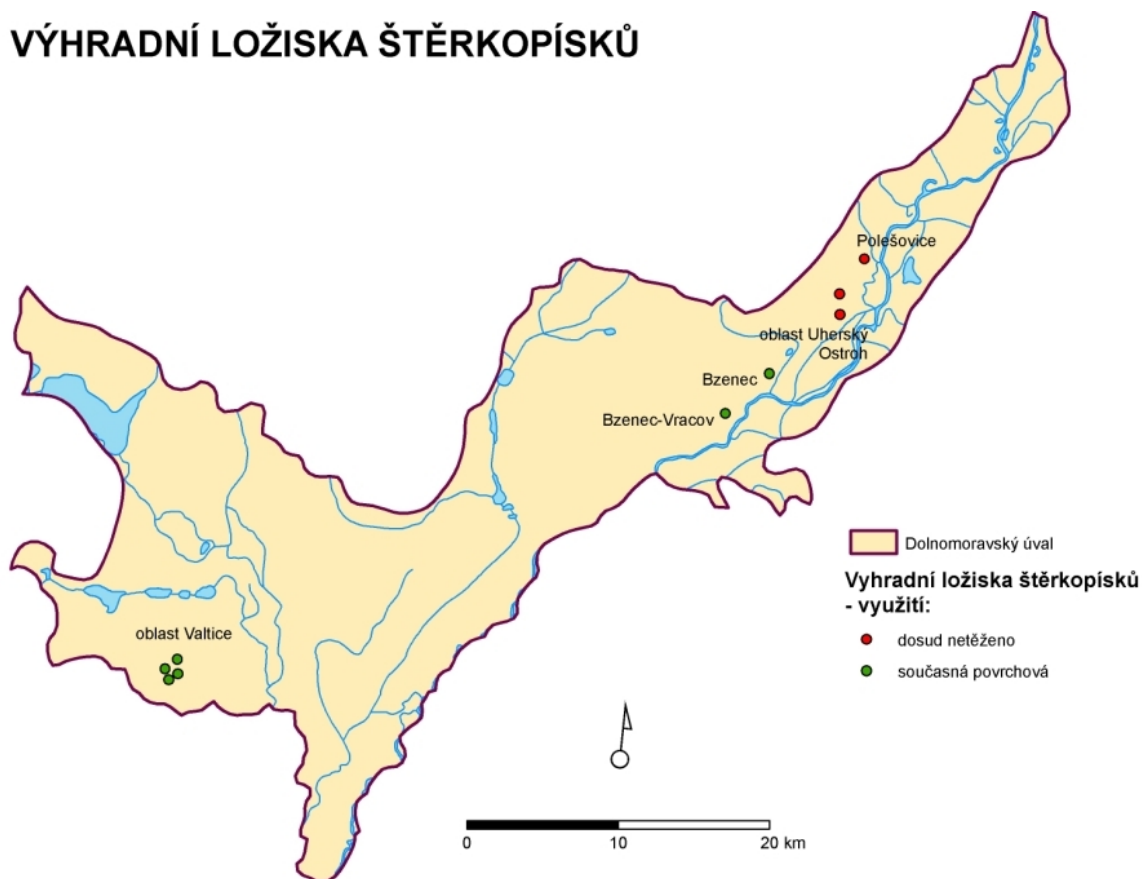 VÝHRADNÍ LOŽISKA ŠTĚRKOPÍSKŮ
Polešovice
oblast Uherský
Ostroh
Bzenec
Bzenec-Vracov
oblast Valtice
Dolnomoravský úval
Vyhradní ložiska štěrkopísků
- využití:
dosud netěženo
současná povrchová
0
10
20 km